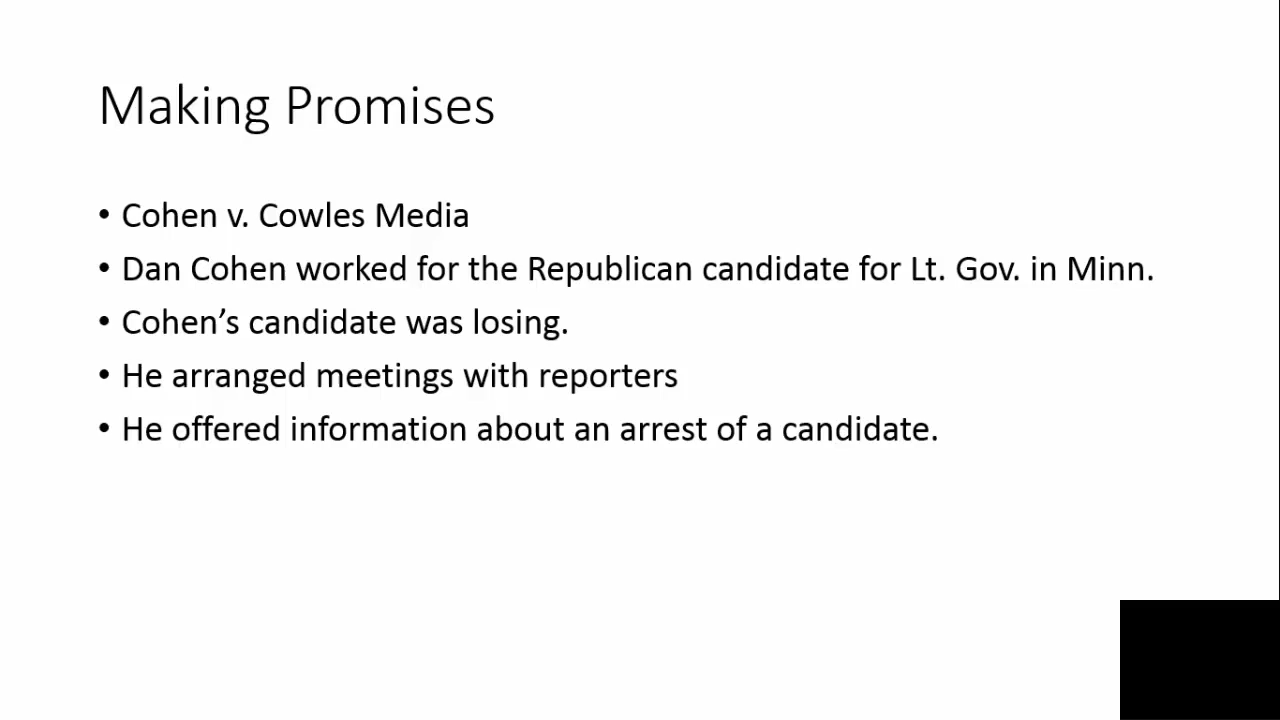 Making Promises
• Cohen v. Cowles Media
• Dan Cohen worked for the Republican candidate for Lt. Gov. in Minn.
• Cohen’s candidate was losing.
• He arranged meetings with reporters
• He offered information about an arrest of a candidate.